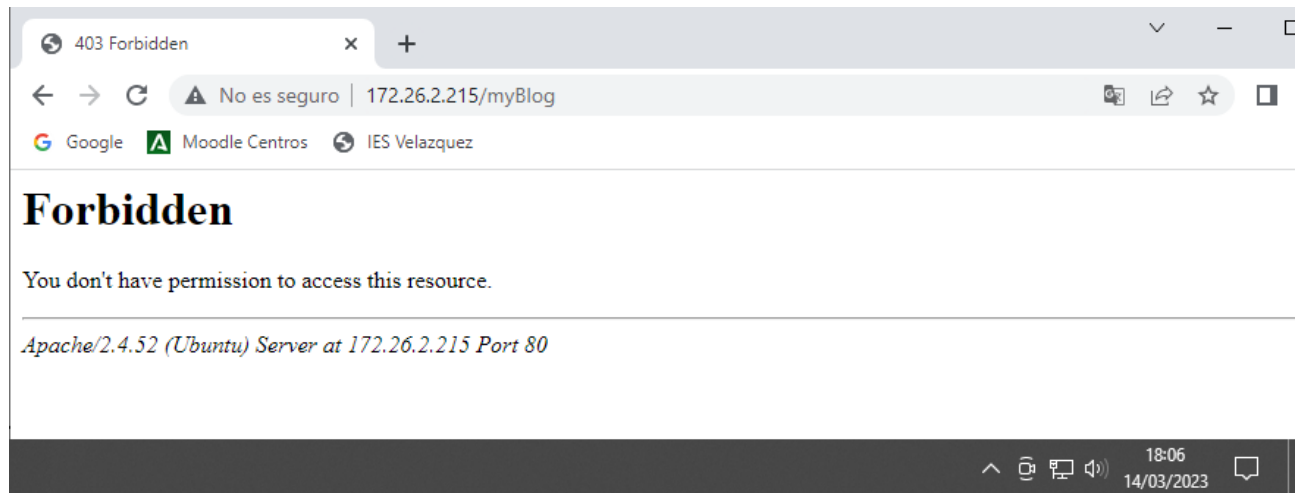 403 Forbidden
No es seguro | 172.26.2.215/myBlog
Google Moodle Centros IES Velazquez
Forbidden
You don't have permission to access this resource.
Apache/2.4.52 (Ubuntu) Server at 172.26.2.215 Port 80
18:06
14/03/2023